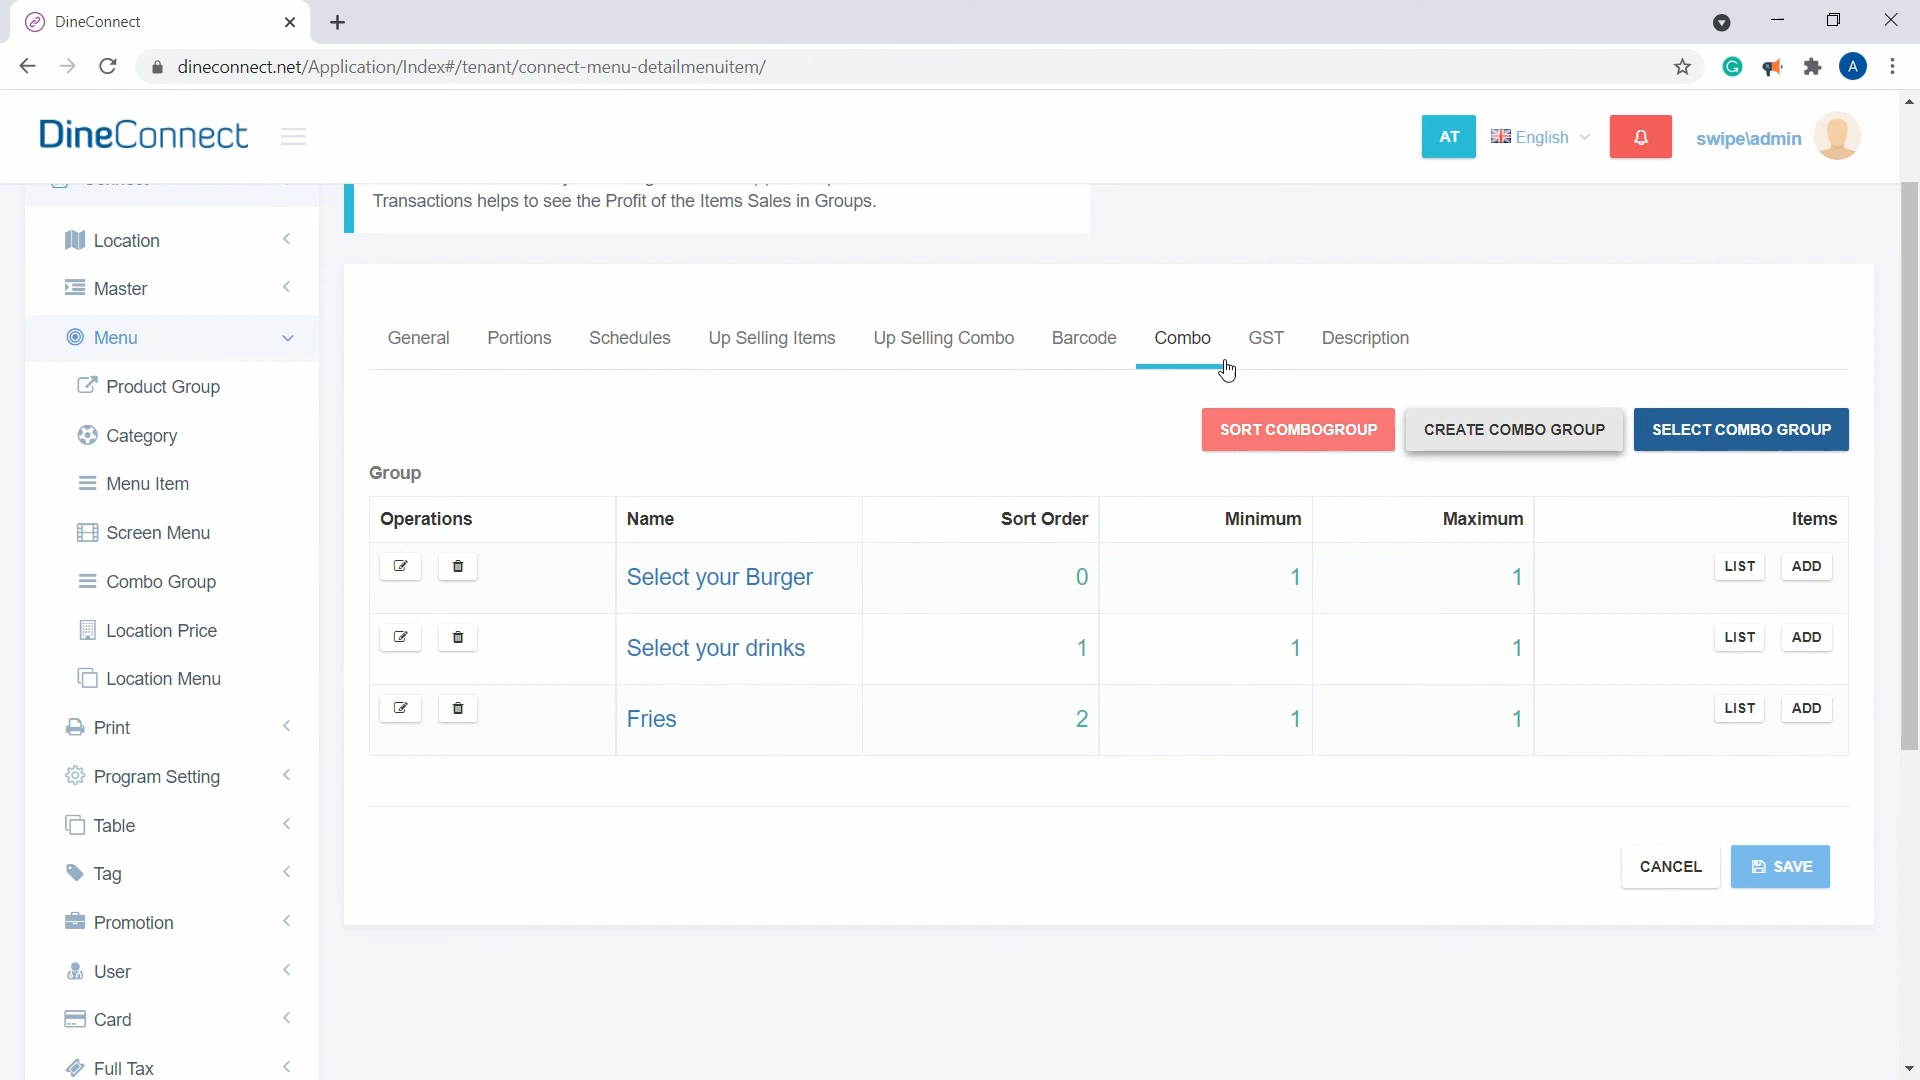 DineConnect
dineconnect.net/Application/Index#/tenant/connect-menu-detailmenuitem/
A
DineConnect
AT
English
swipe\admin
Transactions helps to see the Profit of the Items Sales in Groups.
Location
Master
Menu
Product Group
Category
Menu Item
Screen Menu
Combo Group
Location Price
Location Menu
Print
Program Setting
Table
Tag
Promotion
User
Card
Full Tax
General Portions Schedules Up Selling Items Up Selling Combo Barcode Combo GST Description
SORT COMBOGROUP CREATE COMBO GROUP SELECT COMBO GROUP
Group
Operations Name Sort Order Minimum Maximum Items
Select your Burger 0 1 1 LIST ADD
Select your drinks 1 1 1 LIST ADD
Fries 2 1 1 LIST ADD
CANCEL SAVE